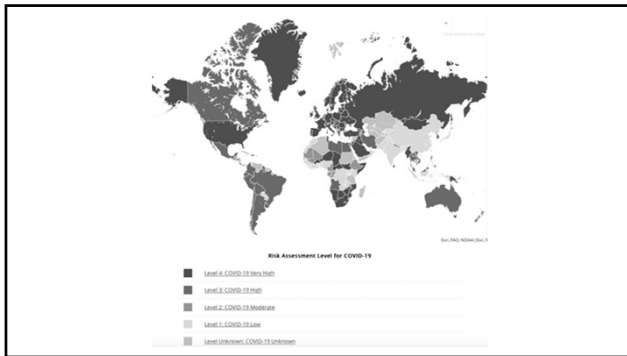 Esri, FAO, NOAA | Esri, F
Risk Assessment Level for COVID-19
Level 4: COVID-19 Very High
Level 3: COVID-19 High
Level 2: COVID-19 Moderate
Level 1: COVID-19 Low
Level Unknown: COVID-19 Unknown